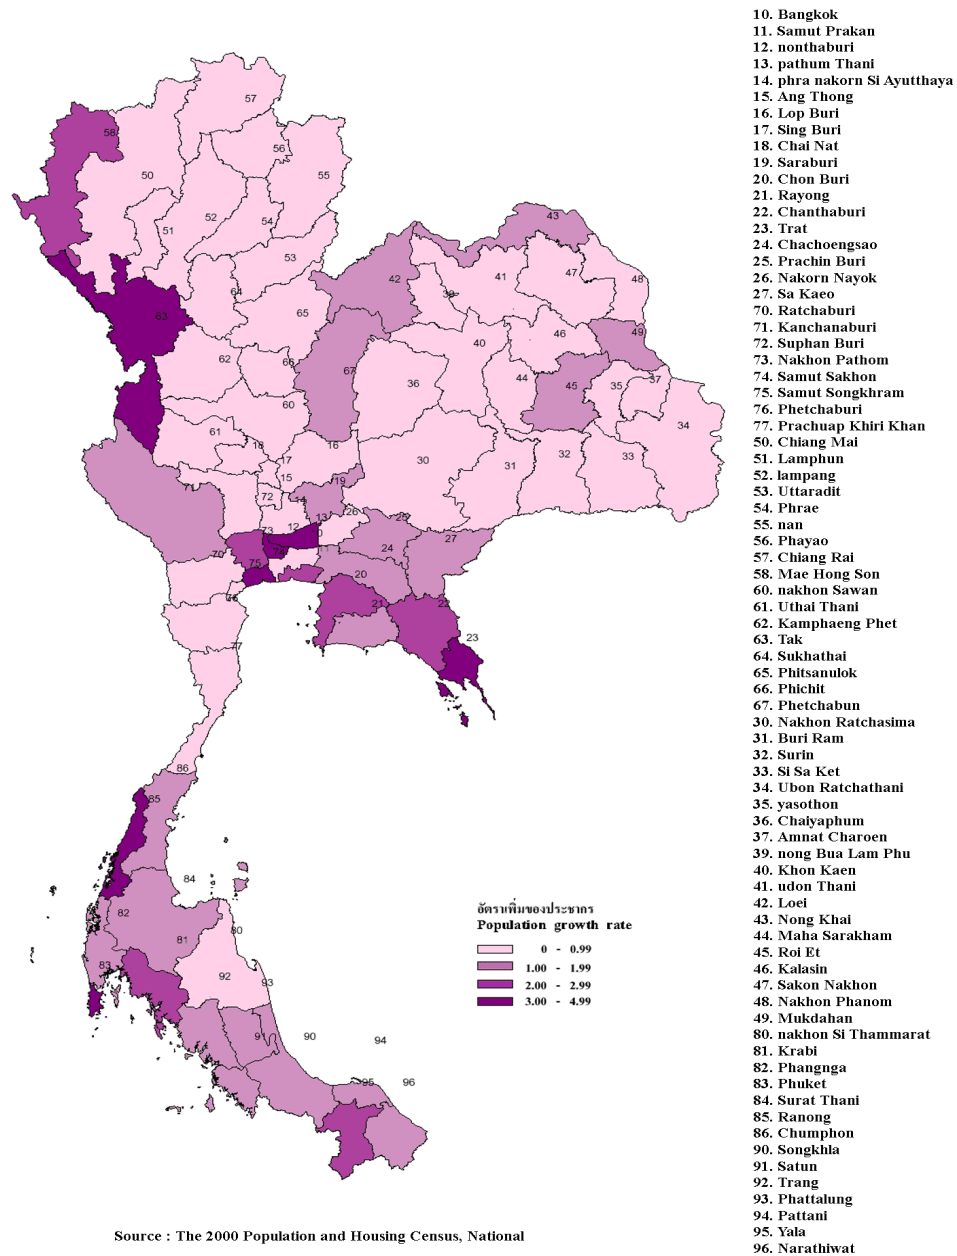 10. Bangkok
11. Samut Prakan
12. nonthaburi
13. pathum Thani
14. phra nakorn Si Ayutthaya
15. Ang Thong
16. Lop Buri
17. Sing Buri
18. Chai Nat
19. Saraburi
20. Chon Buri
21. Rayong
22. Chanthaburi
23. Trat
24. Chachoengsao
25. Prachin Buri
26. Nakorn Nayok
27. Sa Kaeo
70. Ratchaburi
71. Kanchanaburi
72. Suphan Buri
73. Nakhon Pathom
74. Samut Sakhon
75. Samut Songkhram
76. Phetchaburi
77. Prachuap Khiri Khan
50. Chiang Mai
51. Lamphun
52. lampang
53. Uttaradit
54. Phrae
55. nan
56. Phayao
57. Chiang Rai
58. Mae Hong Son
60. nakhon Sawan
61. Uthai Thani
62. Kamphaeng Phet
63. Tak
64. Sukhathai
65. Phitsanulok
66. Phichit
67. Phetchabun
30. Nakhon Ratchasima
31. Buri Ram
32. Surin
33. Si Sa Ket
34. Ubon Ratchathani
35. yasothon
36. Chaiyaphum
37. Amnat Charoen
39. nong Bua Lam Phu
40. Khon Kaen
41. udon Thani
42. Loei
43. Nong Khai
44. Maha Sarakham
45. Roi Et
46. Kalasin
47. Sakon Nakhon
48. Nakhon Phanom
49. Mukdahan
80. nakhon Si Thammarat
81. Krabi
82. Phangnga
83. Phuket
84. Surat Thani
85. Ranong
86. Chumphon
90. Songkhla
91. Satun
92. Trang
93. Phattalung
94. Pattani
95. Yala
96. Narathiwat
57
58
56
50
55
43
52
54
51
53
42
41
47
48
64
39
63
65
40
46
49
62
66
67
36
44
45
35
37
60
34
61
18
16
17
30
31
32
33
15
71
19
72
14
26
13
25
12
73
27
70
74
11
24
75
20
21
22
76
23
77
86
85
84
82
80
81
83
92
93
91
90
94
95
96
อัตราเพิ่มของประชากร
Population growth rate
0 - 0.99
1.00 - 1.99
2.00 - 2.99
3.00 - 4.99
Source : The 2000 Population and Housing Census, National